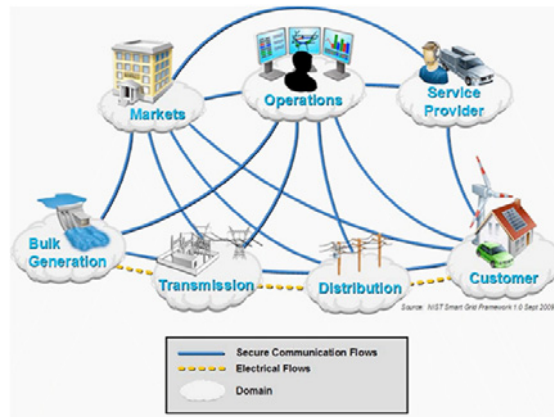 Markets
Operations
Service
Provider
Bulk
Generation
Transmission
Distribution
Customer
Source: NIST Smart Grid Framework 1.0 Sept 2009
Secure Communication Flows
Electrical Flows
Domain